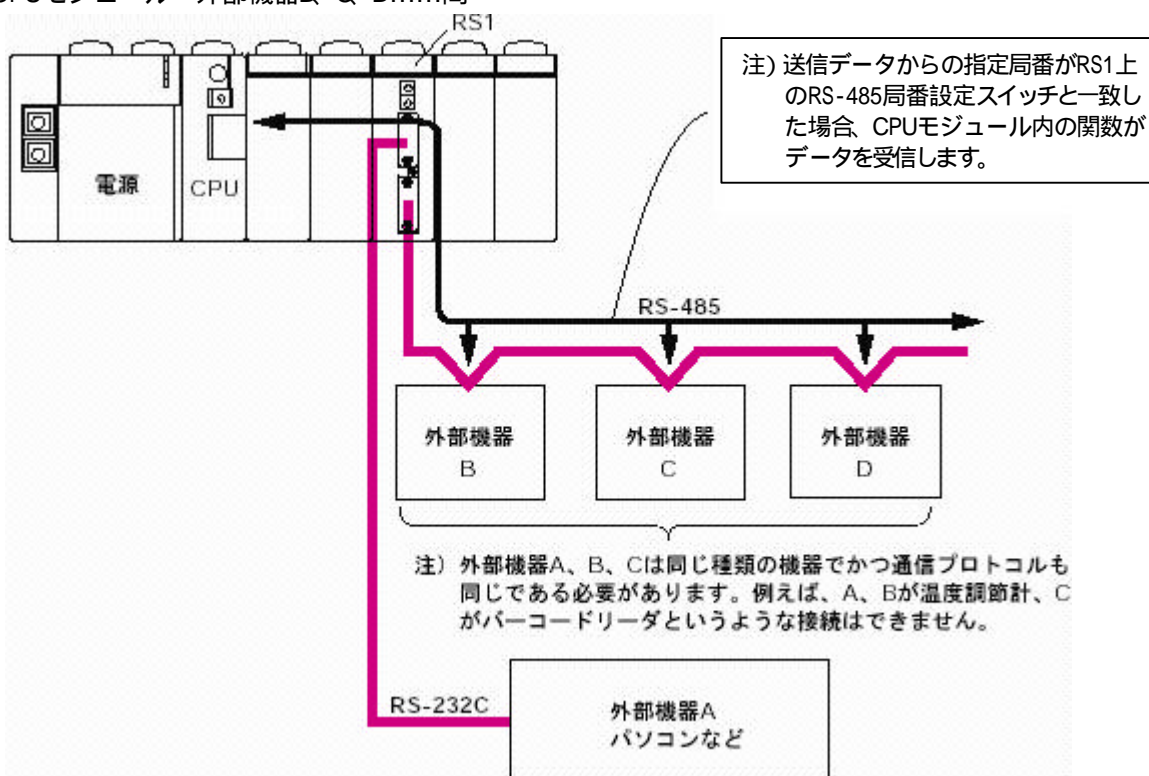 RS1
注) 送信データからの指定局番がRS1上
のRS-485局番設定スイッチと一致し
た場合、CPUモジュール内の関数が
データを受信します。
電源
CPU
RS-485
外部機器
B
外部機器
C
外部機器
D
注) 外部機器A、B、Cは同じ種類の機器でかつ通信プロトコルも
同じである必要があります。例えば、A、Bが温度調節計、C
がバーコードリーダというような接続はできません。
RS-232C
外部機器A
パソコンなど